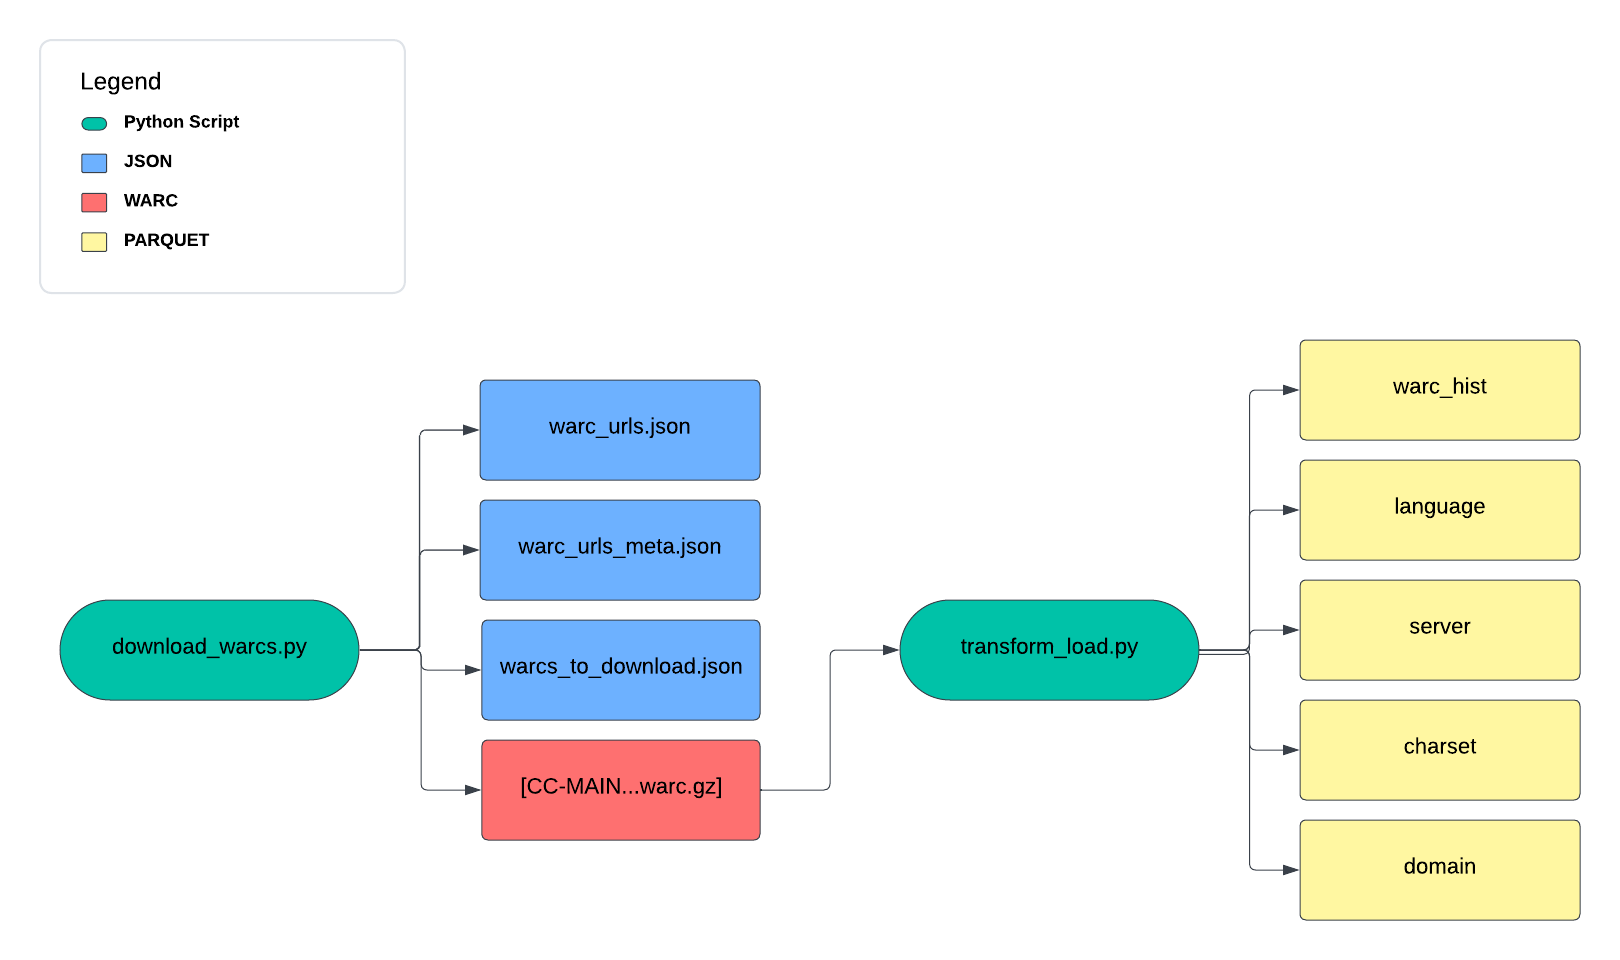 Legend
Python Script
JSON
WARC
PARQUET
download_warcs.py
warc_urls.json
warc_urls_meta.json
warcs_to_download.json
[CC-MAIN...warc.gz]
transform_load.py
warc_hist
language
server
charset
domain